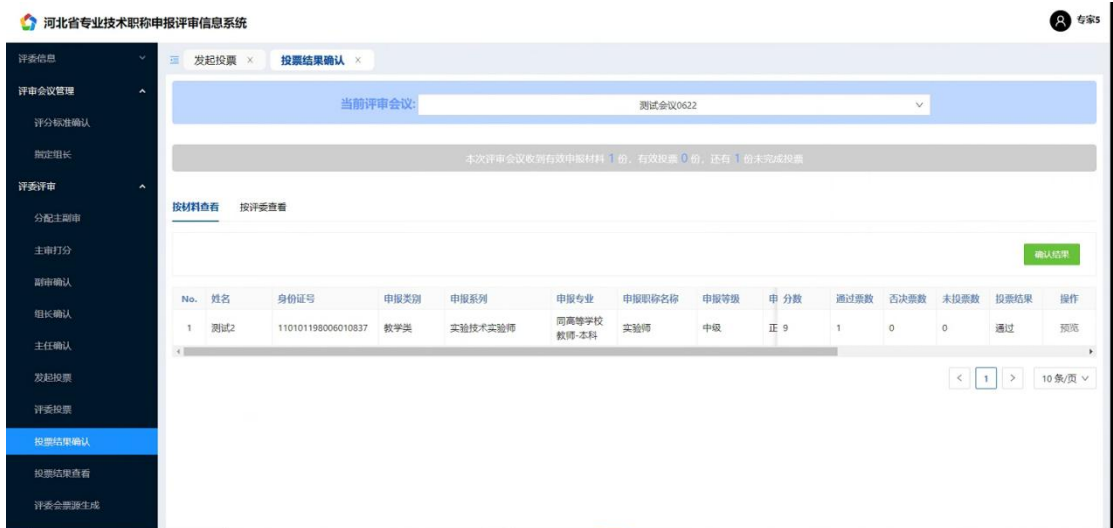 河北省专业技术职称申报评审信息系统
专家5
评委信息
评审会议管理
评分标准确认
指定组长
评委评审
分配主副审
主审打分
副审确认
组长确认
主任确认
发起投票
评委投票
投票结果确认
投票结果查看
评委会票源生成
发起投票 × 投票结果确认 ×
当前评审会议: 测试会议0622
本次评审会议收到有效申报材料 1 份, 有效投票 0 份, 还有 1 份未完成投票
按材料查看 按评委查看
确认结果
No. 姓名 身份证号 申报类别 申报系列 申报专业 申报职称名称 申报等级 申 分数 通过票数 否决票数 未投票数 投票结果 操作
1 测试2 110101198006010837 教学类 实验技术实验师 同高等学校教师-本科 实验师 中级 正 9 1 0 0 通过 预览
< 1 > 10 条/页